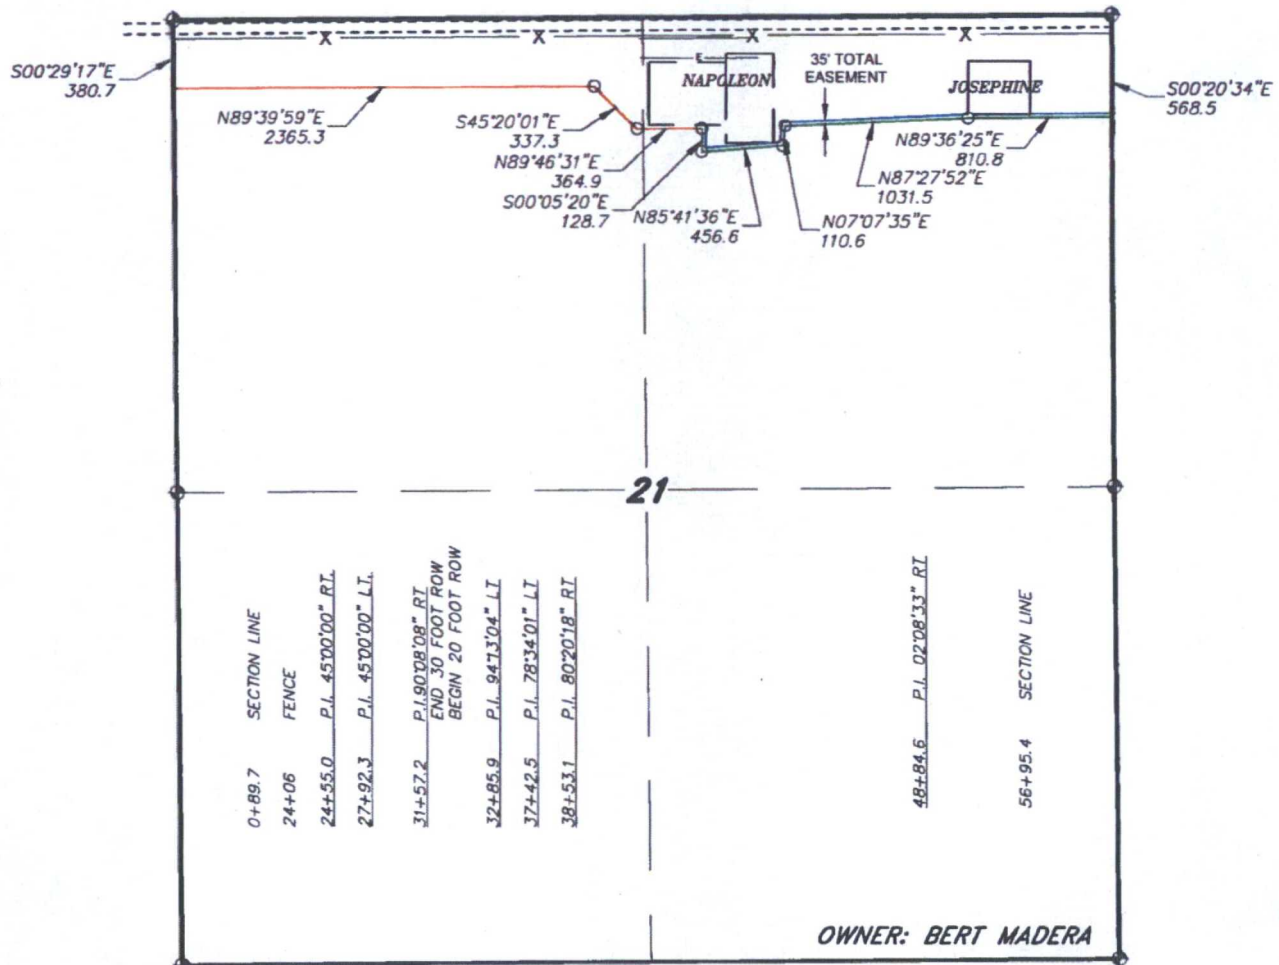 X X X X
E
S00°29'17"E
380.7
NAPOLEON
35' TOTAL
EASEMENT
JOSEPHINE
S00°20'34"E
568.5
N89°39'59"E
2365.3
S45°20'01"E
337.3
N89°46'31"E
364.9
S00°05'20"E
128.7
N85°41'36"E
456.6
N07°07'35"E
110.6
N87°27'52"E
1031.5
N89°36'25"E
810.8
21
0+89.7 SECTION LINE
24+06 FENCE
24+55.0 P.I. 45°00'00" RT.
27+92.3 P.I. 45°00'00" LT.
31+57.2 P.I.90°08'08" RT
END 30 FOOT ROW
BEGIN 20 FOOT ROW
32+85.9 P.I. 94°13'04" LT
37+42.5 P.I. 78°34'01" LT
38+53.1 P.I. 80°20'18" RT
48+84.6 P.I. 02°08'33" RT
56+95.4 SECTION LINE
OWNER: BERT MADERA